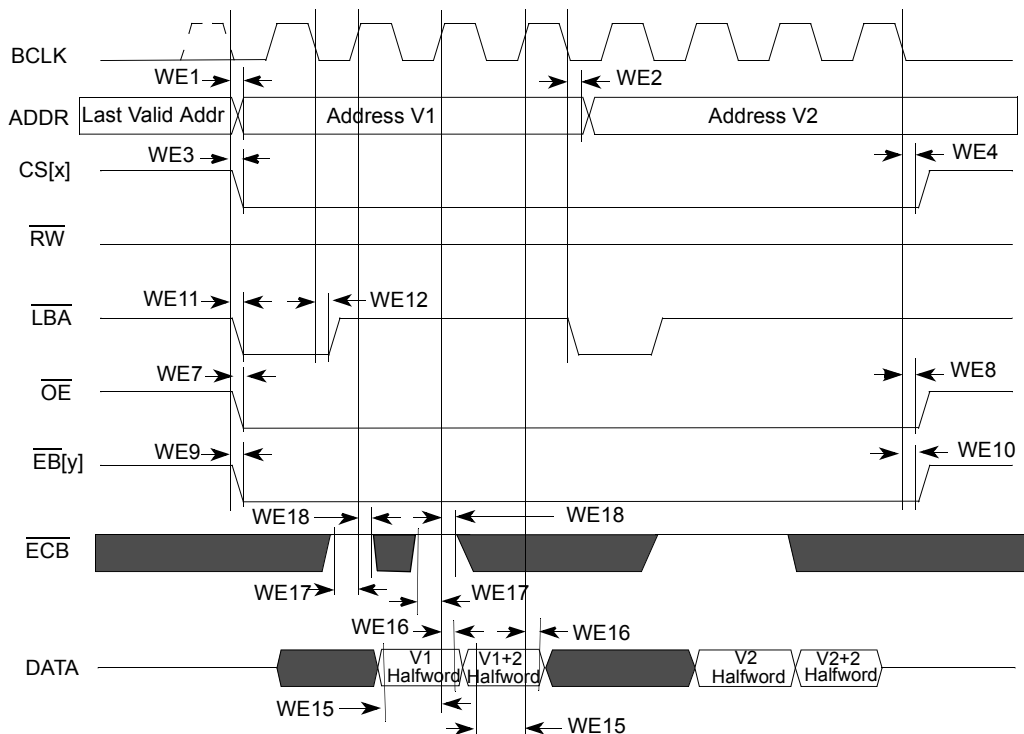 BCLK
WE1
WE2
ADDR
Last Valid Addr
Address V1
Address V2
WE3
WE4
CS[x]
RW
WE11
WE12
LBA
WE7
WE8
OE
WE9
WE10
EB[y]
WE18
WE18
ECB
WE17
WE17
WE16
WE16
DATA
V1
Halfword
V1+2
Halfword
V2
Halfword
V2+2
Halfword
WE15
WE15